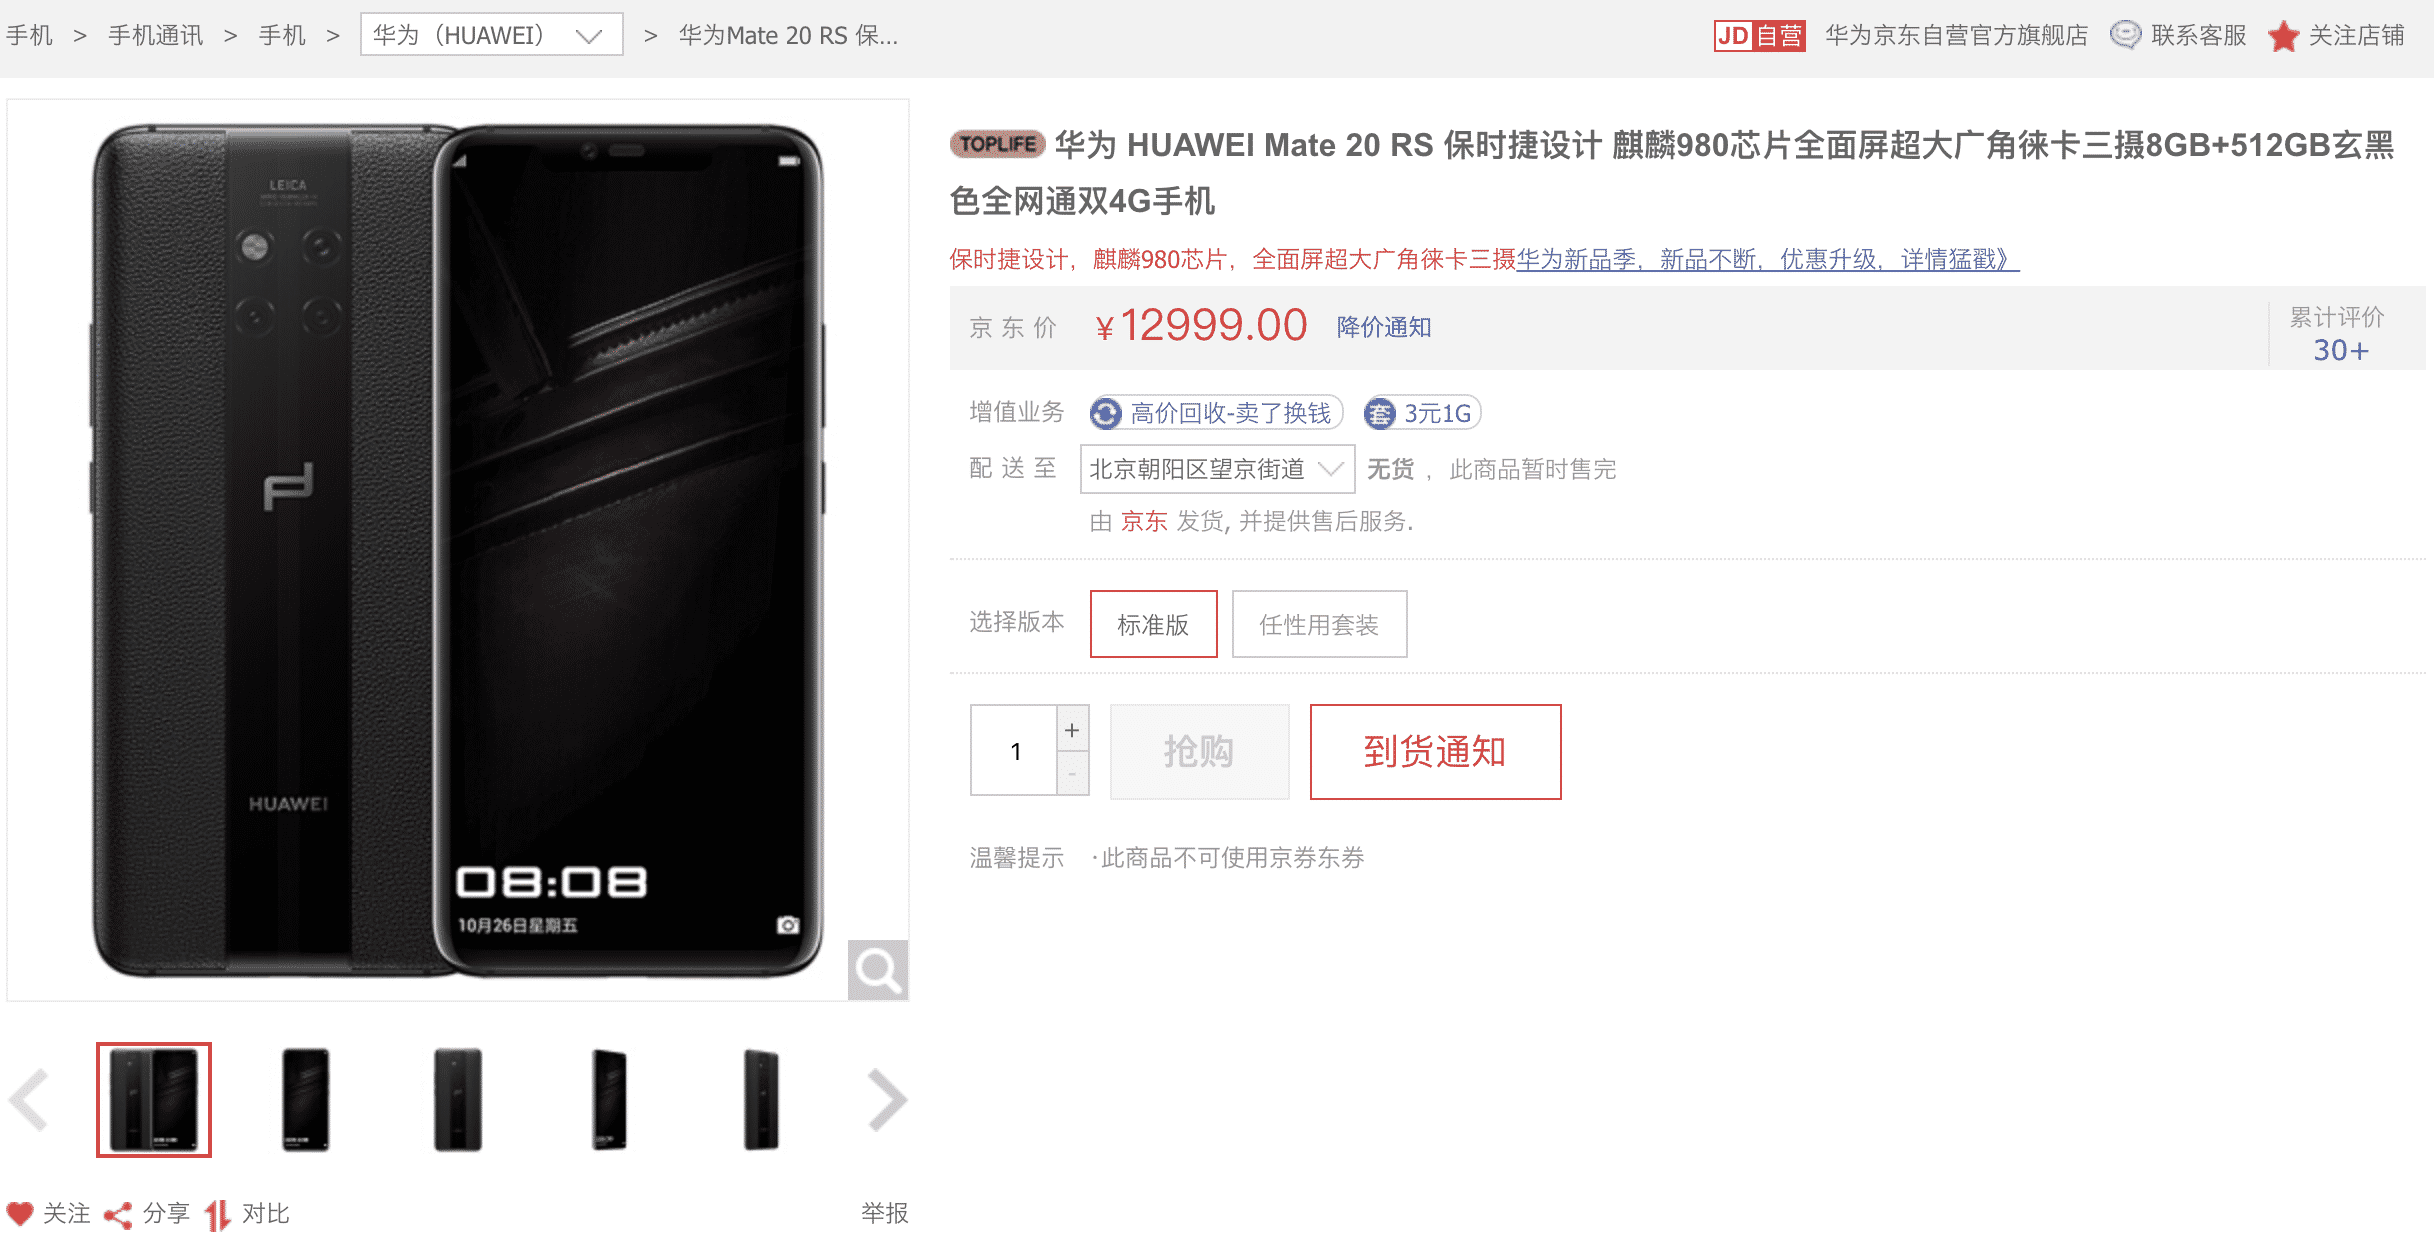 手机 > 手机通讯 > 手机 > 华为（HUAWEI） > 华为Mate 20 RS 保...
JD 自营 华为京东自营官方旗舰店 联系客服 关注店铺
LEICA
HUAWEI
08:08
10月26日星期五
关注 分享 对比 举报
TOPLIFE 华为 HUAWEI Mate 20 RS 保时捷设计 麒麟980芯片全面屏超大广角徕卡三摄8GB+512GB玄黑
色全网通双4G手机
保时捷设计，麒麟980芯片，全面屏超大广角徕卡三摄华为新品季，新品不断，优惠升级，详情猛戳》
京东价 ￥12999.00 降价通知
累计评价
30+
增值业务 高价回收-卖了换钱 套 3元1G
配送至 北京朝阳区望京街道 无货 ，此商品暂时售完
由 京东 发货, 并提供售后服务.
选择版本 标准版 任性用套装
1 + - 抢购 到货通知
温馨提示 ·此商品不可使用京券东券